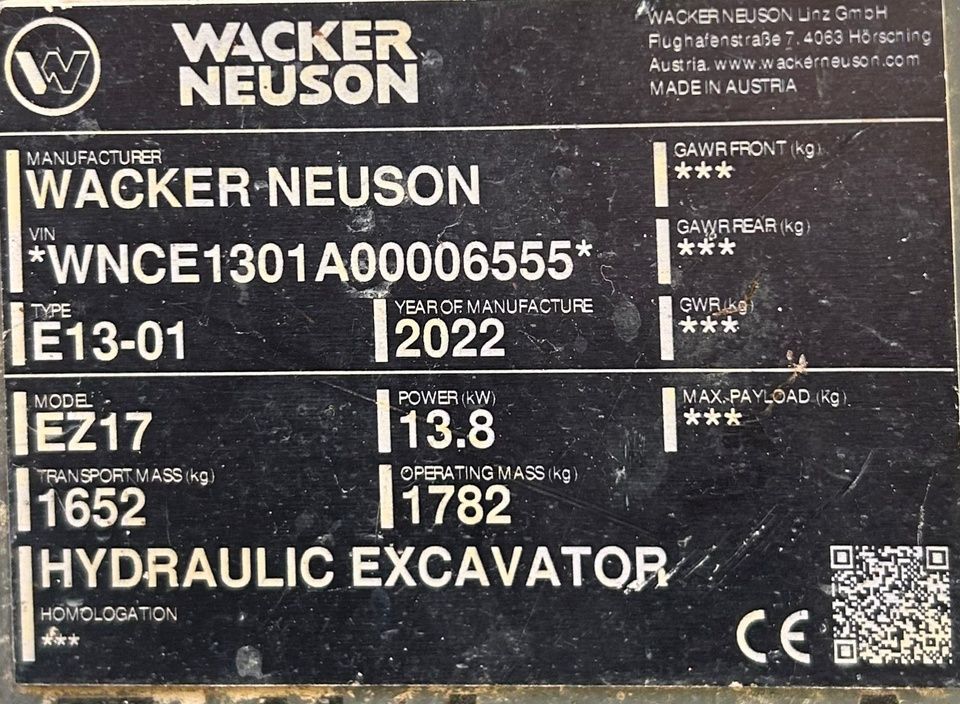 WACKER
NEUSON
WACKER NEUSON Linz GmbH
Flughafenstraße 7, 4063 Hörsching
Austria, www.wackerneuson.com
MADE IN AUSTRIA
MANUFACTURER
WACKER NEUSON
VIN
*WNCE1301A00006555*
TYPE
E13-01
YEAR OF MANUFACTURE
2022
GAWR FRONT (kg)
***
GAWR REAR (kg)
***
GWR (kg)
***
MODEL
EZ17
POWER (kW)
13.8
MAX. PAYLOAD (Kg)
***
TRANSPORT MASS (kg)
1652
OPERATING MASS (kg)
1782
HYDRAULIC EXCAVATOR
HOMOLOGATION
***
CE